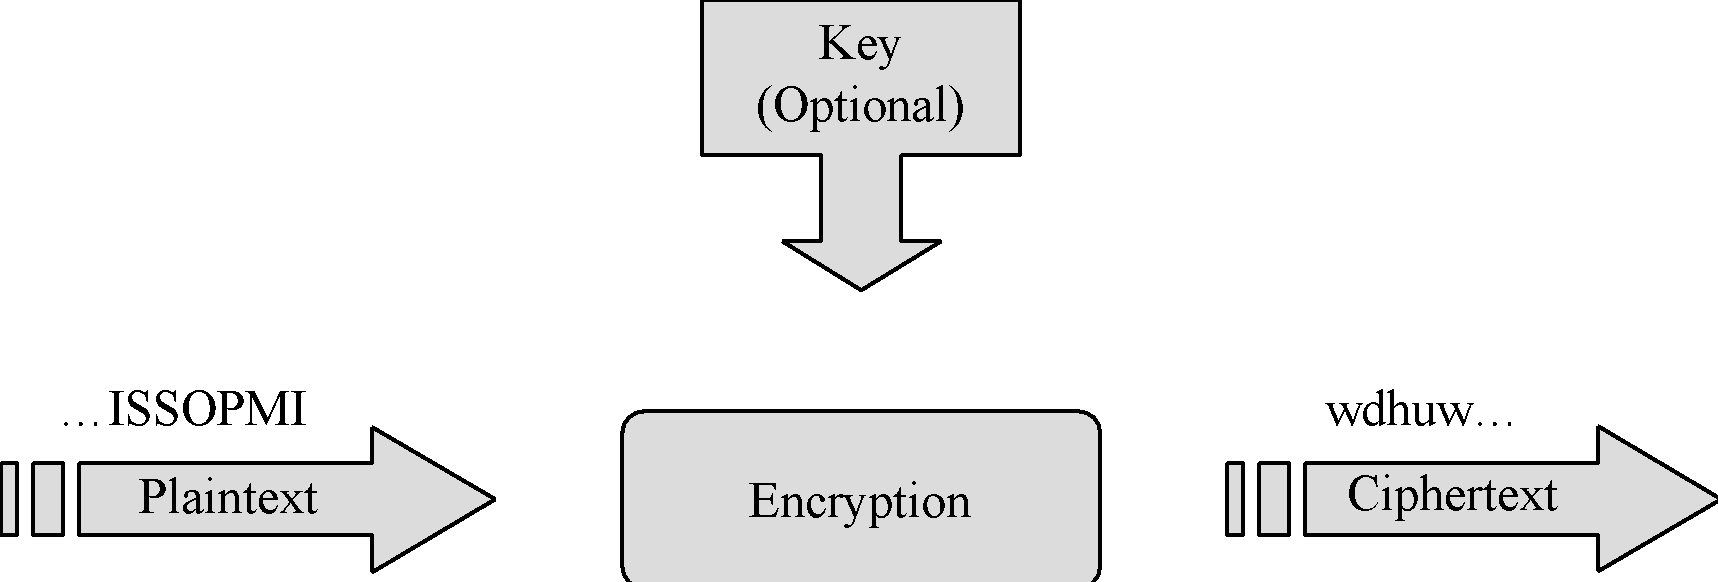 Key
(Optional)
...ISSOPMI
wdhuw...
Plaintext
Encryption
Ciphertext